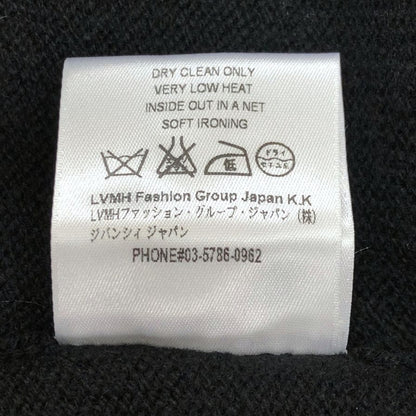 DRY CLEAN ONLY
VERY LOW HEAT
INSIDE OUT IN A NET
SOFT IRONING
低 ドライ
セキユ系
LVMH Fashion Group Japan K.K
LVMHファッション・グループ・ジャパン (株)
ジバンシィ ジャパン
PHONE#03-5786-0962